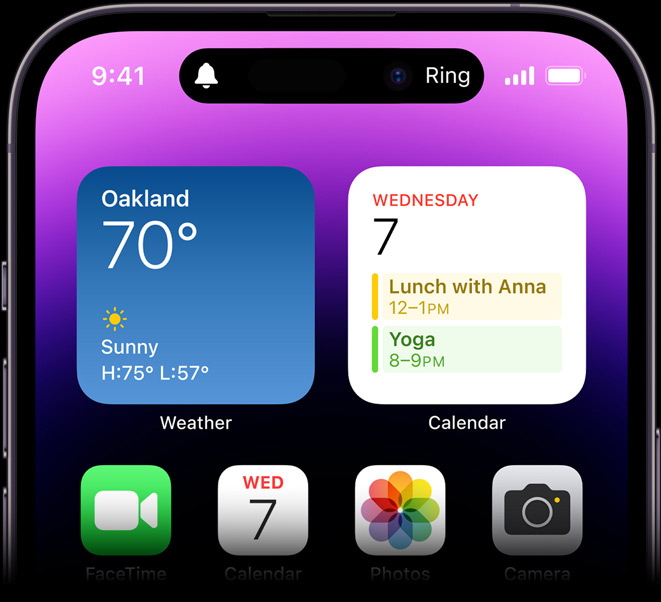 9:41 Ring
Oakland
70°
Sunny
H:75° L:57°
Weather
WEDNESDAY
7
Lunch with Anna
12–1PM
Yoga
8–9PM
Calendar
WED
7
FaceTime Calendar Photos Camera